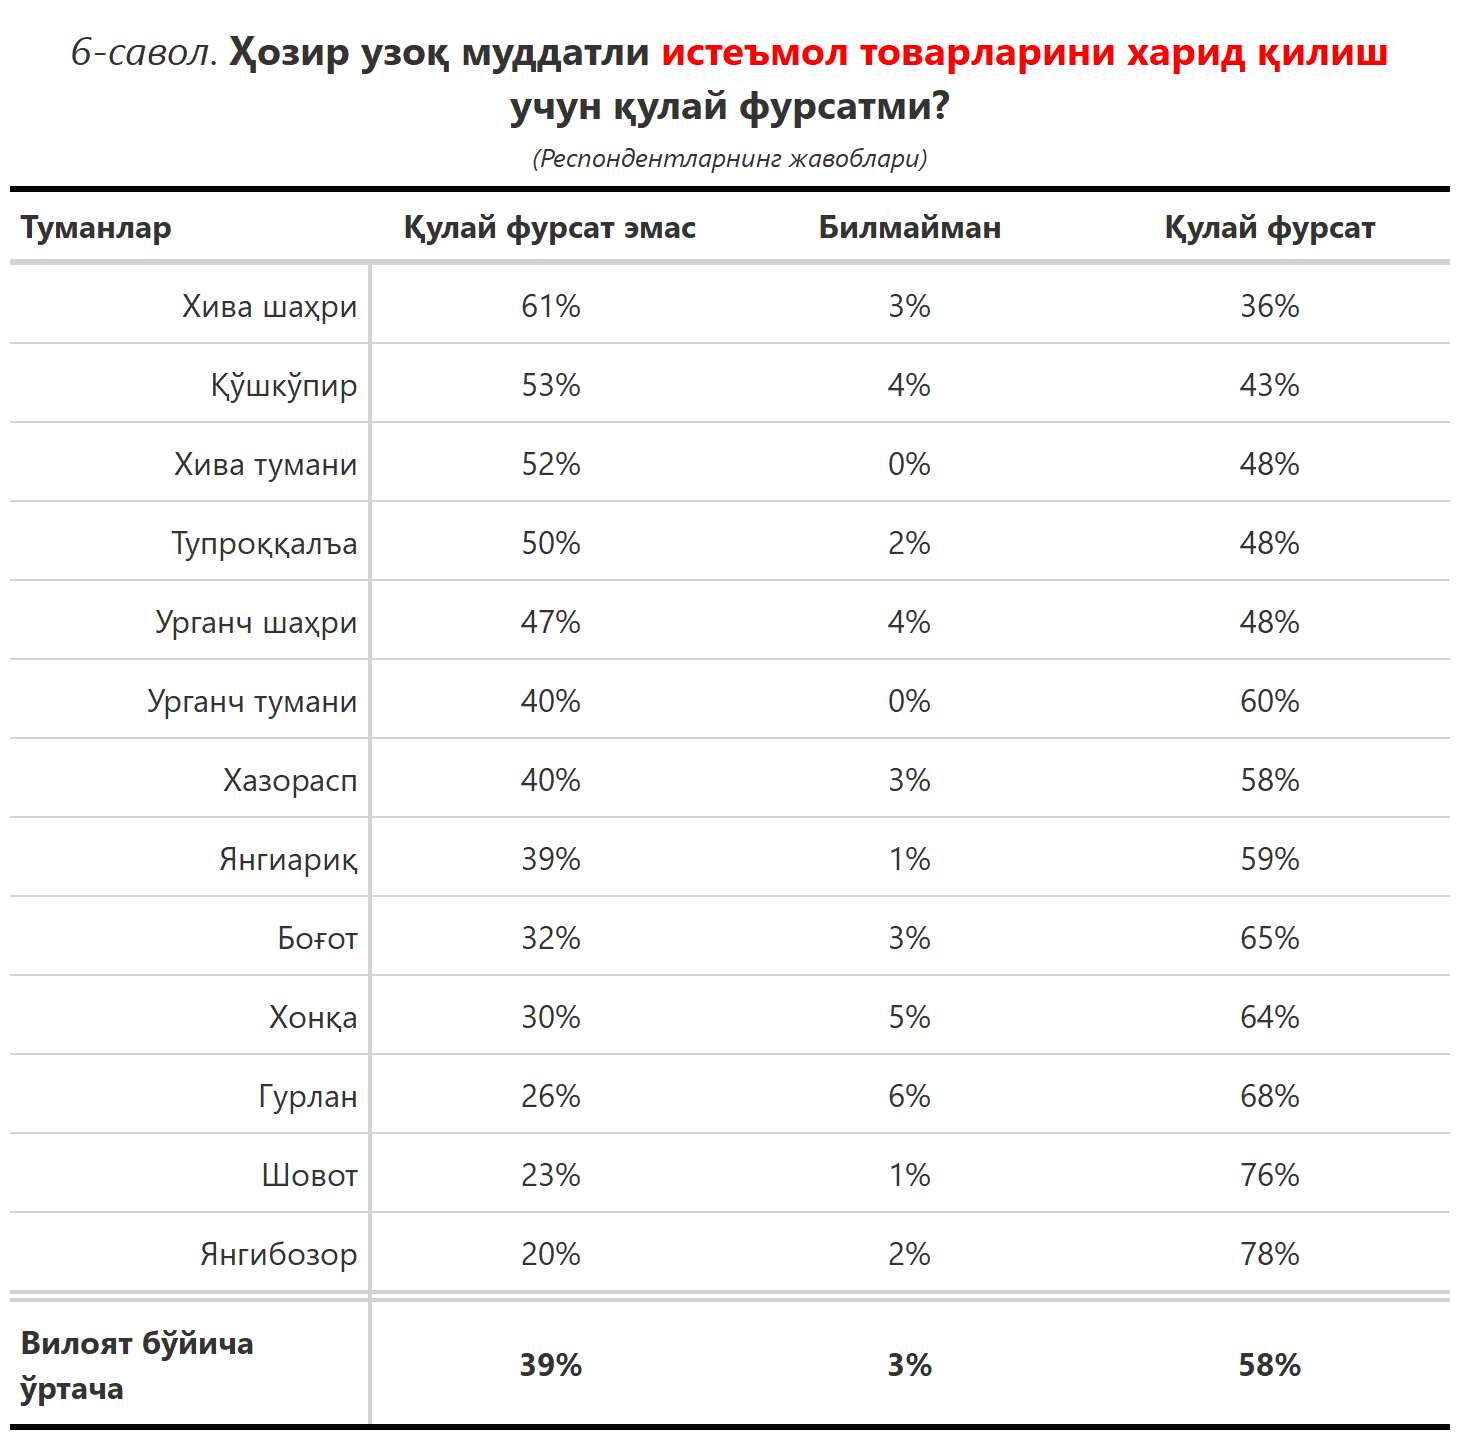 6-савол. Ҳозир узоқ муддатли истеъмол товарларини харид қилиш
учун қулай фурсатми?
(Респондентларнинг жавоблари)
Туманлар Қулай фурсат эмас Билмайман Қулай фурсат
Хива шаҳри 61% 3% 36%
Қўшкўпир 53% 4% 43%
Хива тумани 52% 0% 48%
Тупроққалъа 50% 2% 48%
Урганч шаҳри 47% 4% 48%
Урганч тумани 40% 0% 60%
Хазорасп 40% 3% 58%
Янгиариқ 39% 1% 59%
Боғот 32% 3% 65%
Хонқа 30% 5% 64%
Гурлан 26% 6% 68%
Шовот 23% 1% 76%
Янгибозор 20% 2% 78%
Вилоят бўйича
ўртача 39% 3% 58%